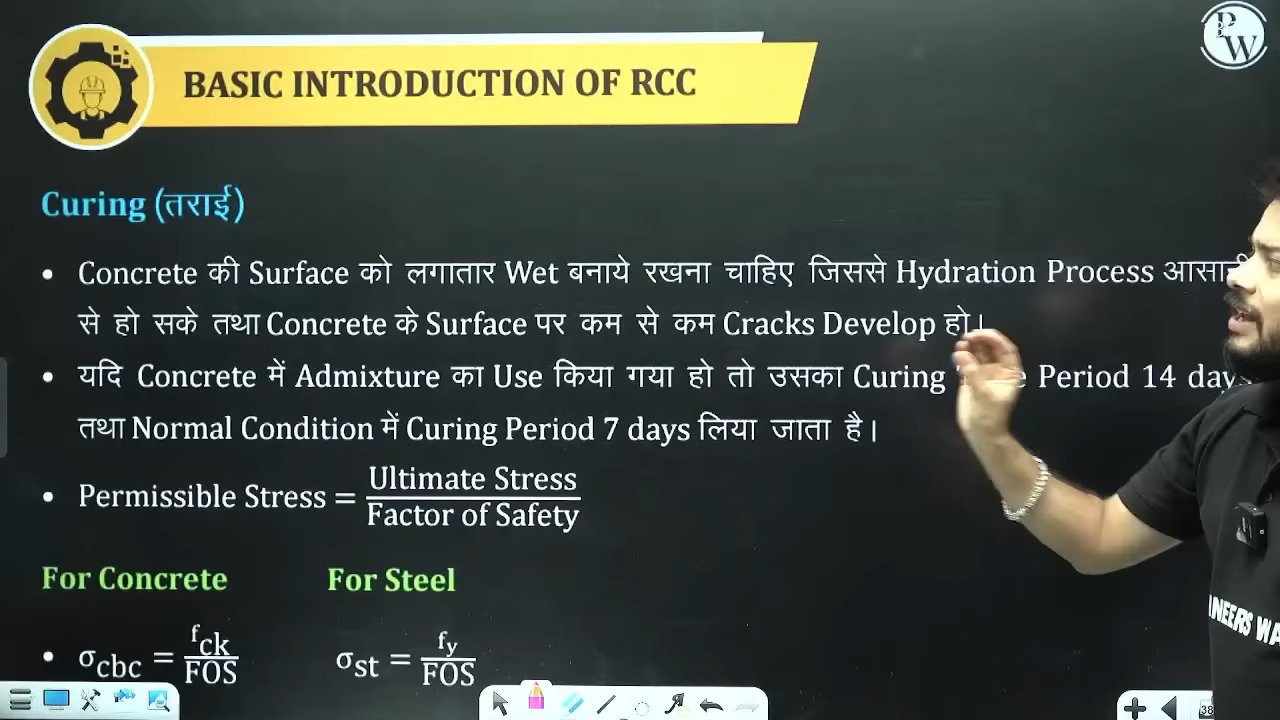 BASIC INTRODUCTION OF RCC
PW
Curing (तराई)
• Concrete की Surface को लगातार Wet बनाये रखना चाहिए जिससे Hydration Process
से हो सके तथा Concrete के Surface पर कम से कम Cracks Develop हो।
• यदि Concrete में Admixture का Use किया गया हो तो उसका Curing Period 14 days
तथा Normal Condition में Curing Period 7 days लिया जाता है।
• Permissible Stress = Ultimate Stress
Factor of Safety
For Concrete For Steel
• σcbc = fck
FOS
σst = fy
FOS
38